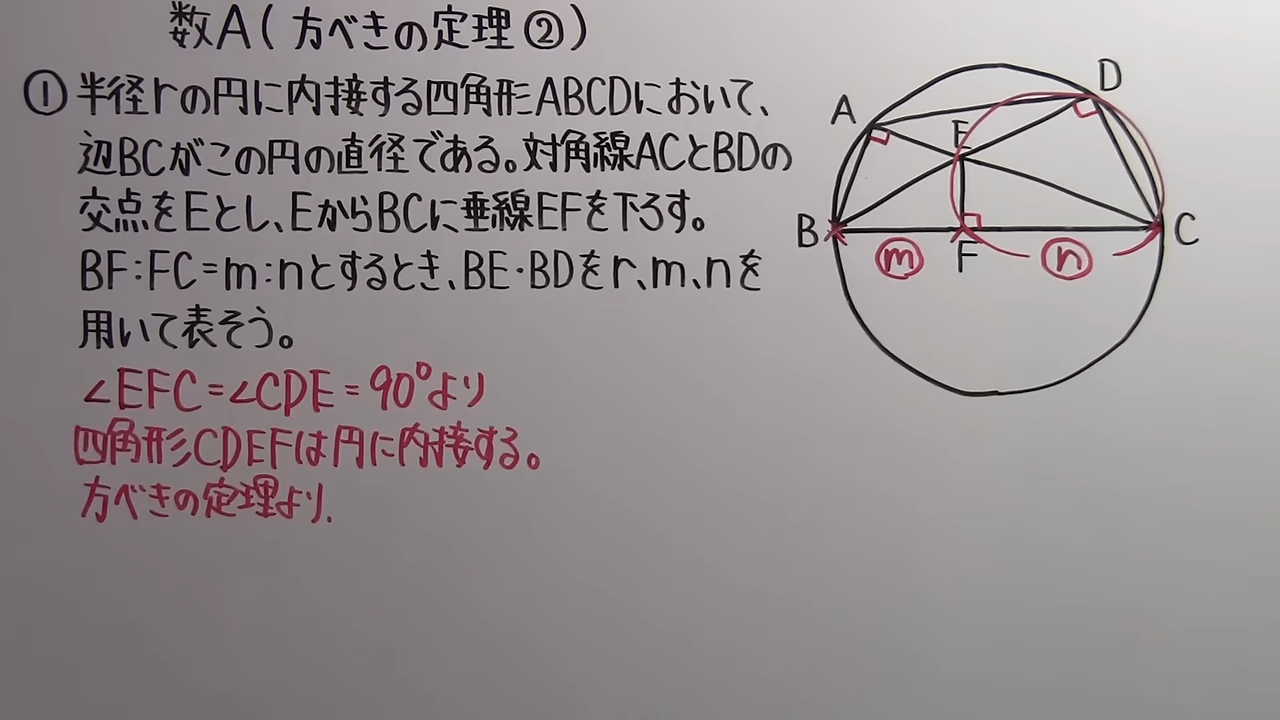 数A(方べきの定理②)
①半径rの円に内接する四角形ABCDにおいて、
辺BCがこの円の直径である。対角線ACとBDの
交点をEとし、EからBCに垂線EFを下ろす。
BF:FC=m:nとするとき、BE・BDをr、m、nを
用いて表そう。
∠EFC=∠CDE=90°より
四角形CDEFは円に内接する。
方べきの定理より、
D
A
E
B
C
m
F
n